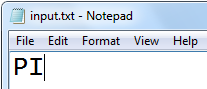 input.txt - Notepad
File Edit Format View Help
PI